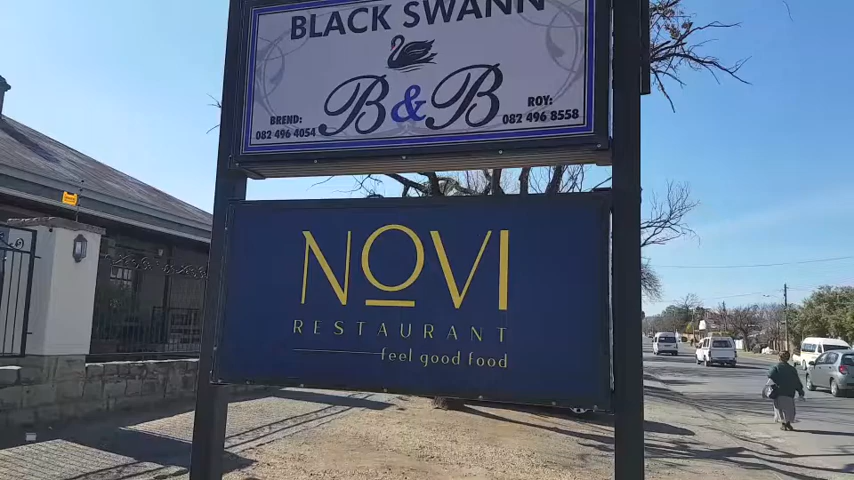 BLACK SWANN
B&B
BREND:
082 496 4054
ROY:
082 496 8558
NOVI
RESTAURANT
feel good food